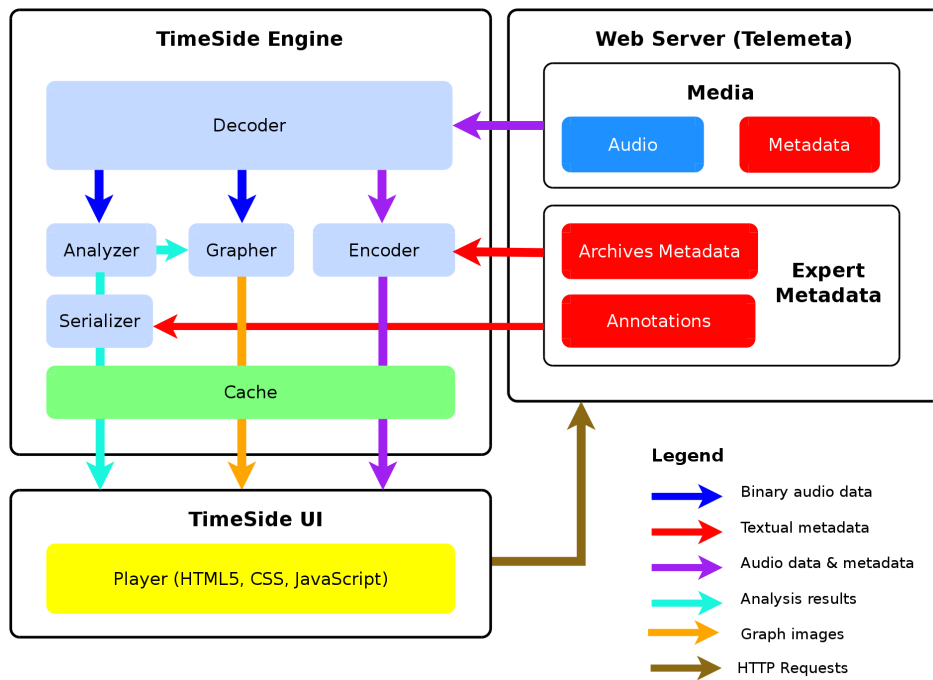 TimeSide Engine
Decoder
Analyzer
Grapher
Encoder
Serializer
Cache
Web Server (Telemeta)
Media
Audio
Metadata
Archives Metadata
Annotations
Expert
Metadata
TimeSide UI
Player (HTML5, CSS, JavaScript)
Legend
Binary audio data
Textual metadata
Audio data & metadata
Analysis results
Graph images
HTTP Requests